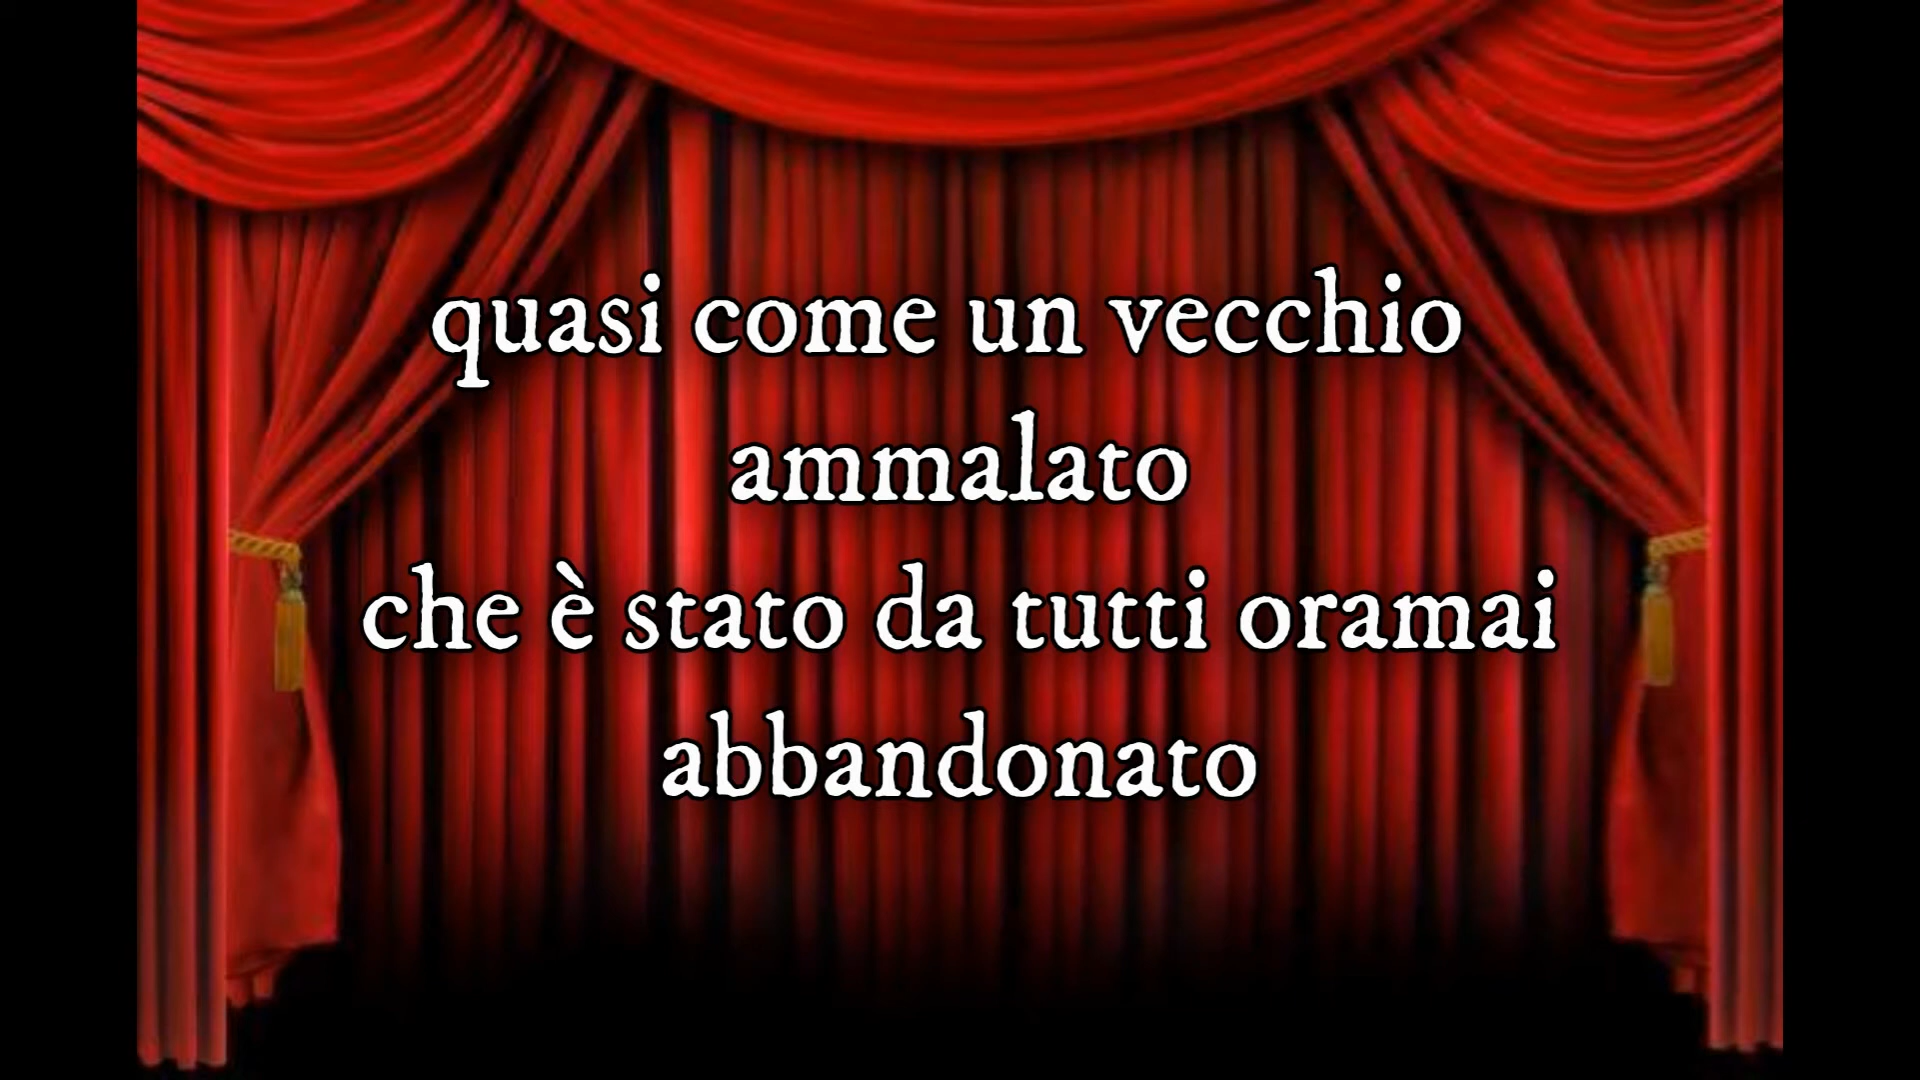 quasi come un vecchio
ammalato
che è stato da tutti oramai
abbandonato